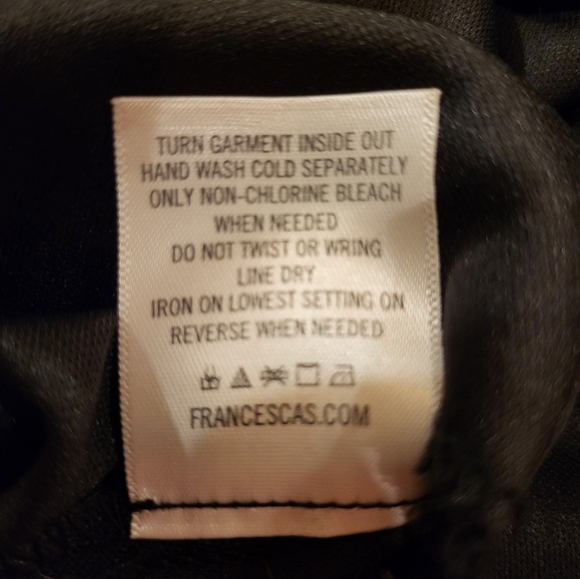 TURN GARMENT INSIDE OUT
HAND WASH COLD SEPARATELY
ONLY NON-CHLORINE BLEACH
WHEN NEEDED
DO NOT TWIST OR WRING
LINE DRY
IRON ON LOWEST SETTING ON
REVERSE WHEN NEEDED
FRANCESCAS.COM